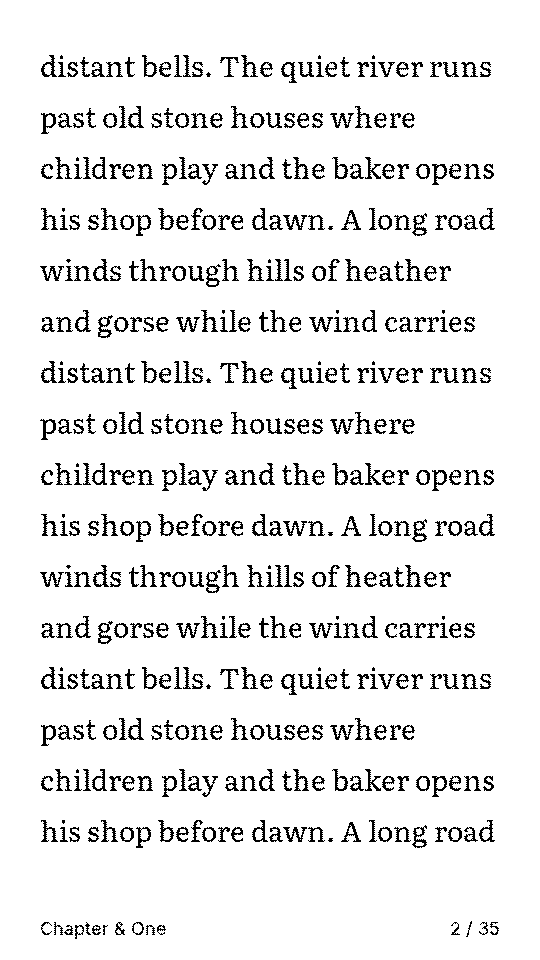 distant bells. The quiet river runs
past old stone houses where
children play and the baker opens
his shop before dawn. A long road
winds through hills of heather
and gorse while the wind carries
distant bells. The quiet river runs
past old stone houses where
children play and the baker opens
his shop before dawn. A long road
winds through hills of heather
and gorse while the wind carries
distant bells. The quiet river runs
past old stone houses where
children play and the baker opens
his shop before dawn. A long road
Chapter & One 2 / 35